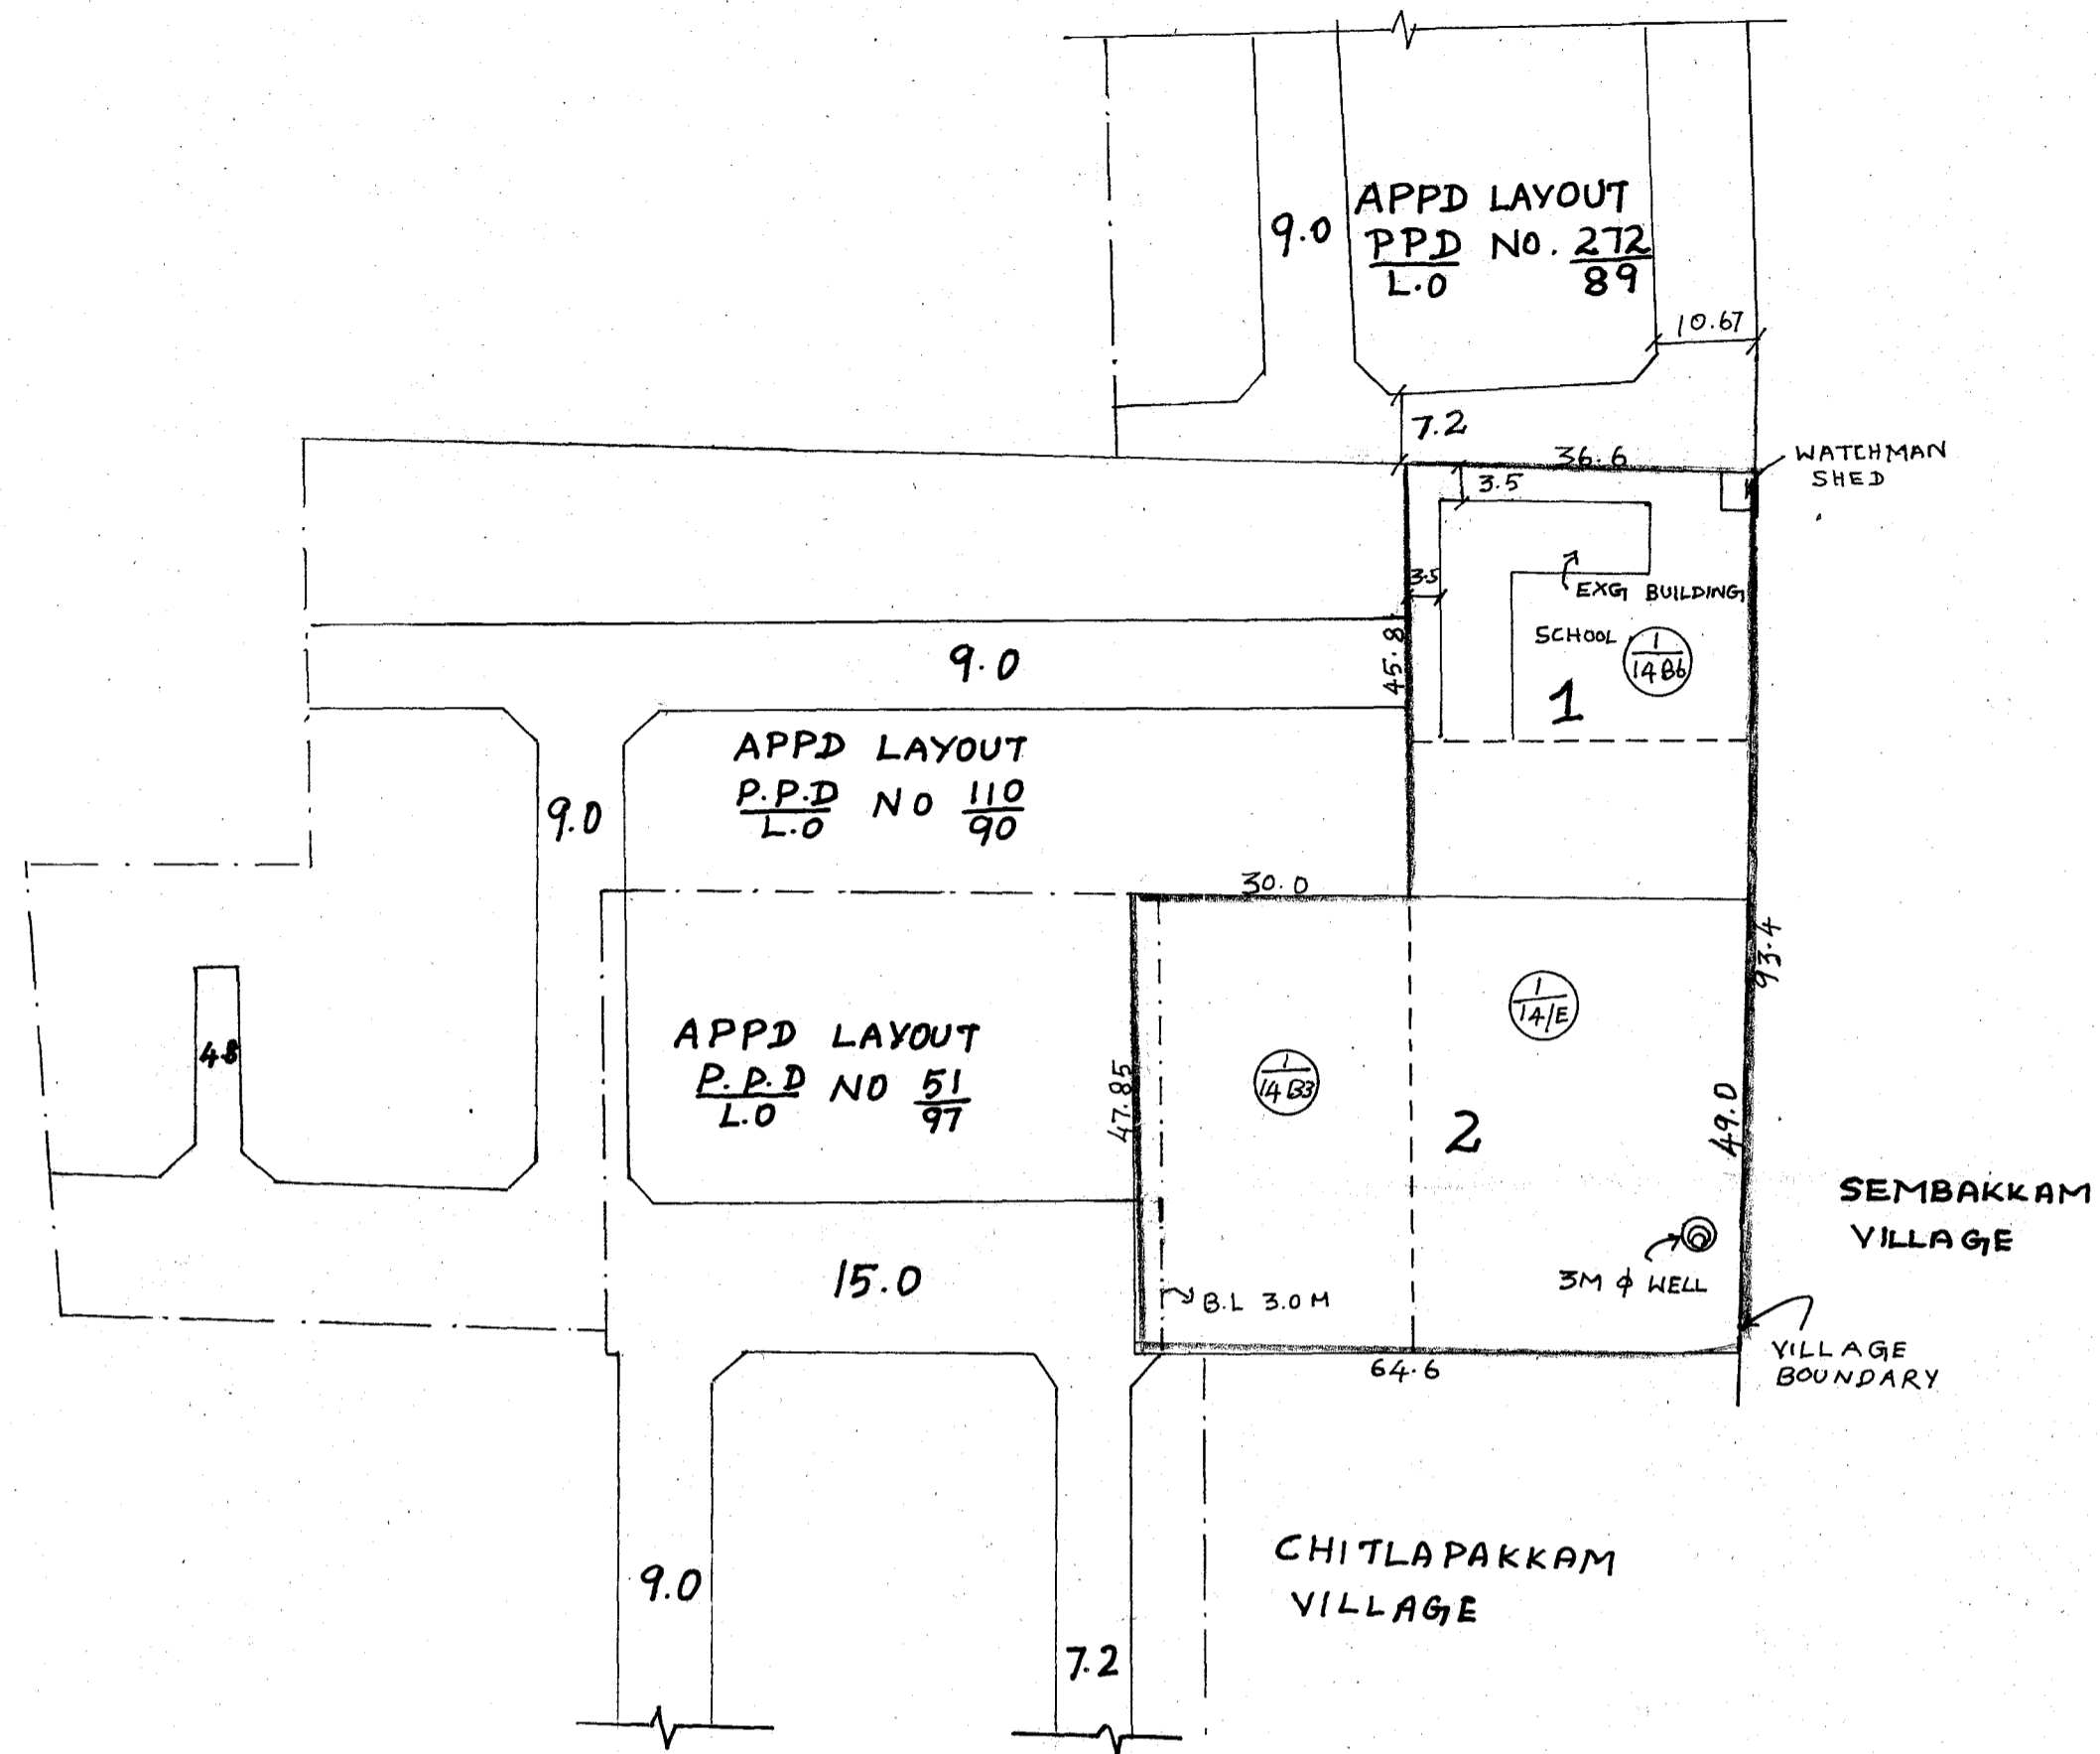 APPD LAYOUT
9.0
PPD NO. 272
L.O 89
10.67
7.2
36.6
WATCHMAN
SHED
3.5
3.5
EXG BUILDING
SCHOOL
1
14B6
45.8
1
9.0
APPD LAYOUT
P.P.D NO 110
L.O 90
9.0
30.0
93.4
1
14/E
1
14B3
4.8
APPD LAYOUT
P.P.D NO 51
L.O 97
47.85
2
49.0
SEMBAKKAM
VILLAGE
15.0
B.L 3.0 M
3M φ WELL
64.6
VILLAGE
BOUNDARY
CHITLAPAKKAM
VILLAGE
9.0
7.2